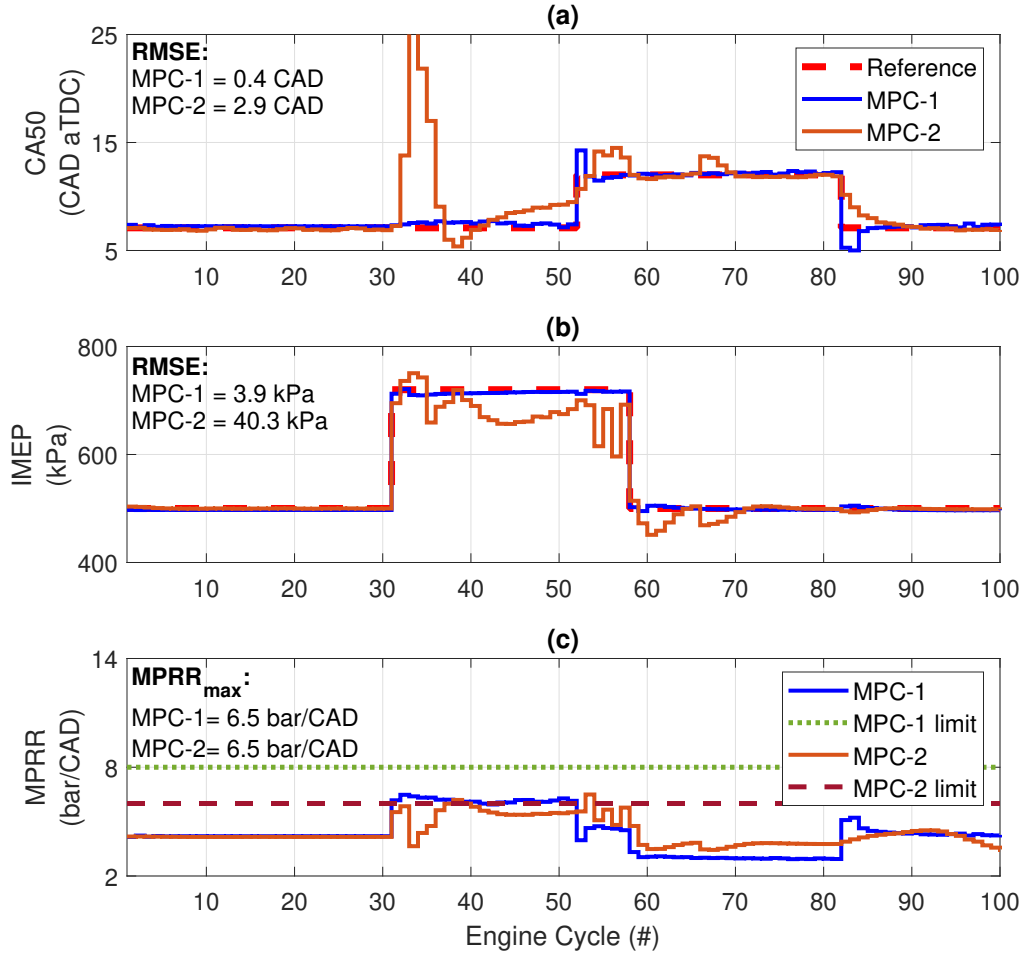 (a)
25
15
5
CA50
(CAD aTDC)
RMSE:
MPC-1 = 0.4 CAD
MPC-2 = 2.9 CAD
Reference
MPC-1
MPC-2
10 20 30 40 50 60 70 80 90 100
(b)
800
600
400
IMEP
(kPa)
RMSE:
MPC-1 = 3.9 kPa
MPC-2 = 40.3 kPa
10 20 30 40 50 60 70 80 90 100
(c)
14
8
2
MPRR
(bar/CAD)
MPRRmax:
MPC-1= 6.5 bar/CAD
MPC-2= 6.5 bar/CAD
MPC-1
MPC-1 limit
MPC-2
MPC-2 limit
10 20 30 40 50 60 70 80 90 100
Engine Cycle (#)